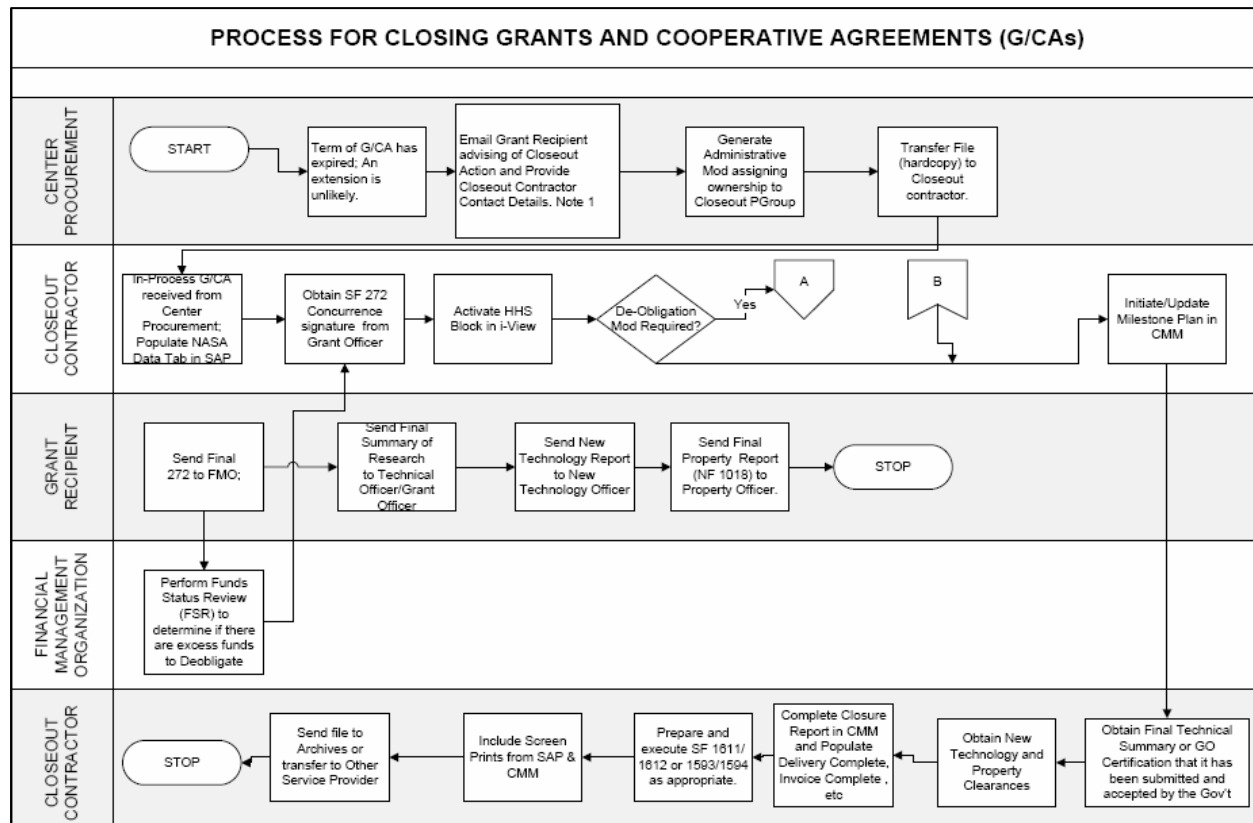 PROCESS FOR CLOSING GRANTS AND COOPERATIVE AGREEMENTS (G/CAs)
CENTER
PROCUREMENT
START
Term of G/CA has
expired; An
extension is
unlikely.
Email Grant Recipient
advising of Closeout
Action and Provide
Closeout Contractor
Contact Details. Note 1
Generate
Administrative
Mod assigning
ownership to
Closeout PGroup
Transfer File
(hardcopy) to
Closeout
contractor.
CLOSEOUT
CONTRACTOR
In-Process G/CA
received from
Center
Procurement;
Populate NASA
Data Tab in SAP
Obtain SF 272
Concurrence
signature from
Grant Officer
Activate HHS
Block in i-View
De-Obligation
Mod Required?
Yes
A
B
Initiate/Update
Milestone Plan in
CMM
GRANT
RECIPIENT
Send Final
272 to FMO;
Send Final
Summary of
Research
to Technical
Officer/Grant
Officer
Send New
Technology Report
to New
Technology Officer
Send Final
Property Report
(NF 1018) to
Property Officer.
STOP
FINANCIAL
MANAGEMENT
ORGANIZATION
Perform Funds
Status Review
(FSR) to
determine if there
are excess funds
to Deobligate
CLOSEOUT
CONTRACTOR
STOP
Send file to
Archives or
transfer to Other
Service Provider
Include Screen
Prints from SAP &
CMM
Prepare and
execute SF 1611/
1612 or 1593/1594
as appropriate.
Complete Closure
Report in CMM
and Populate
Delivery Complete,
Invoice Complete ,
etc
Obtain New
Technology and
Property
Clearances
Obtain Final Technical
Summary or GO
Certification that it has
been submitted and
accepted by the Gov't